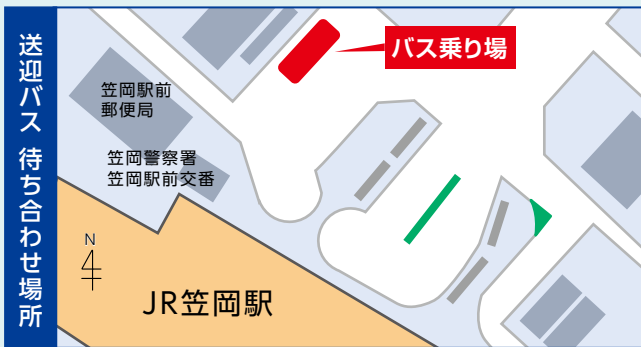 送迎バス 待ち合わせ場所
バス乗り場
笠岡駅前
郵便局
笠岡警察署
笠岡駅前交番
N
JR笠岡駅